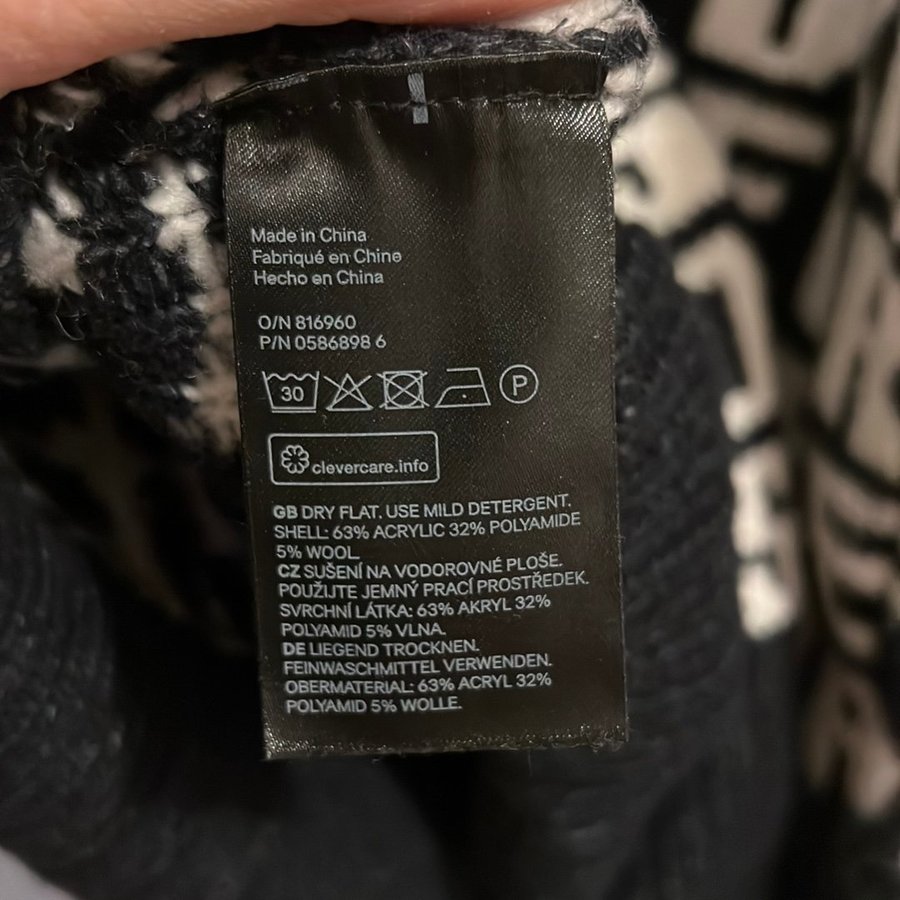 Made in China
Fabriqué en Chine
Hecho en China
O/N 816960
P/N 0586898 6
30 P
clevercare.info
GB DRY FLAT. USE MILD DETERGENT.
SHELL: 63% ACRYLIC 32% POLYAMIDE
5% WOOL
CZ SUŠENÍ NA VODOROVNÉ PLOŠE.
POUŽIJTE JEMNÝ PRACÍ PROSTŘEDEK.
SVRCHNÍ LÁTKA: 63% AKRYL 32%
POLYAMID 5% VLNA.
DE LIEGEND TROCKNEN.
FEINWASCHMITTEL VERWENDEN.
OBERMATERIAL: 63% ACRYL 32%
POLYAMID 5% WOLLE.